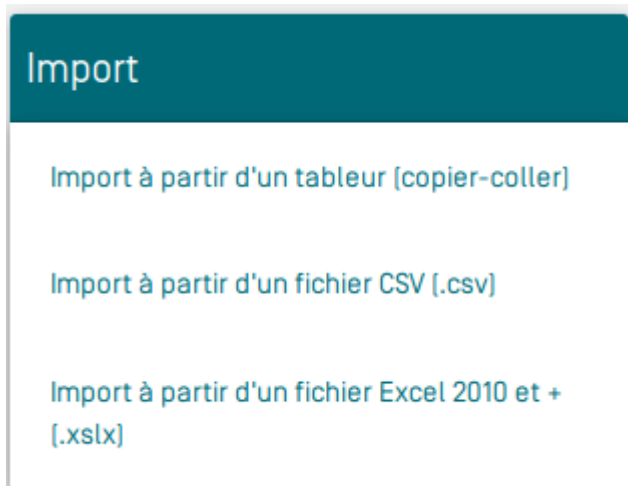 Import
Import à partir d'un tableur (copier-coller)
Import à partir d'un fichier CSV (.csv)
Import à partir d'un fichier Excel 2010 et +
(.xslx)